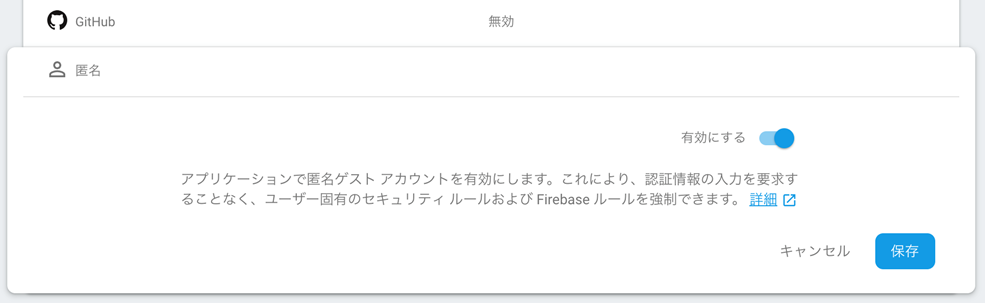 GitHub 無効
匿名
有効にする
アプリケーションで匿名ゲスト アカウントを有効にします。これにより、認証情報の入力を要求す
ることなく、ユーザー固有のセキュリティ ルールおよび Firebase ルールを強制できます。 詳細
キャンセル 保存